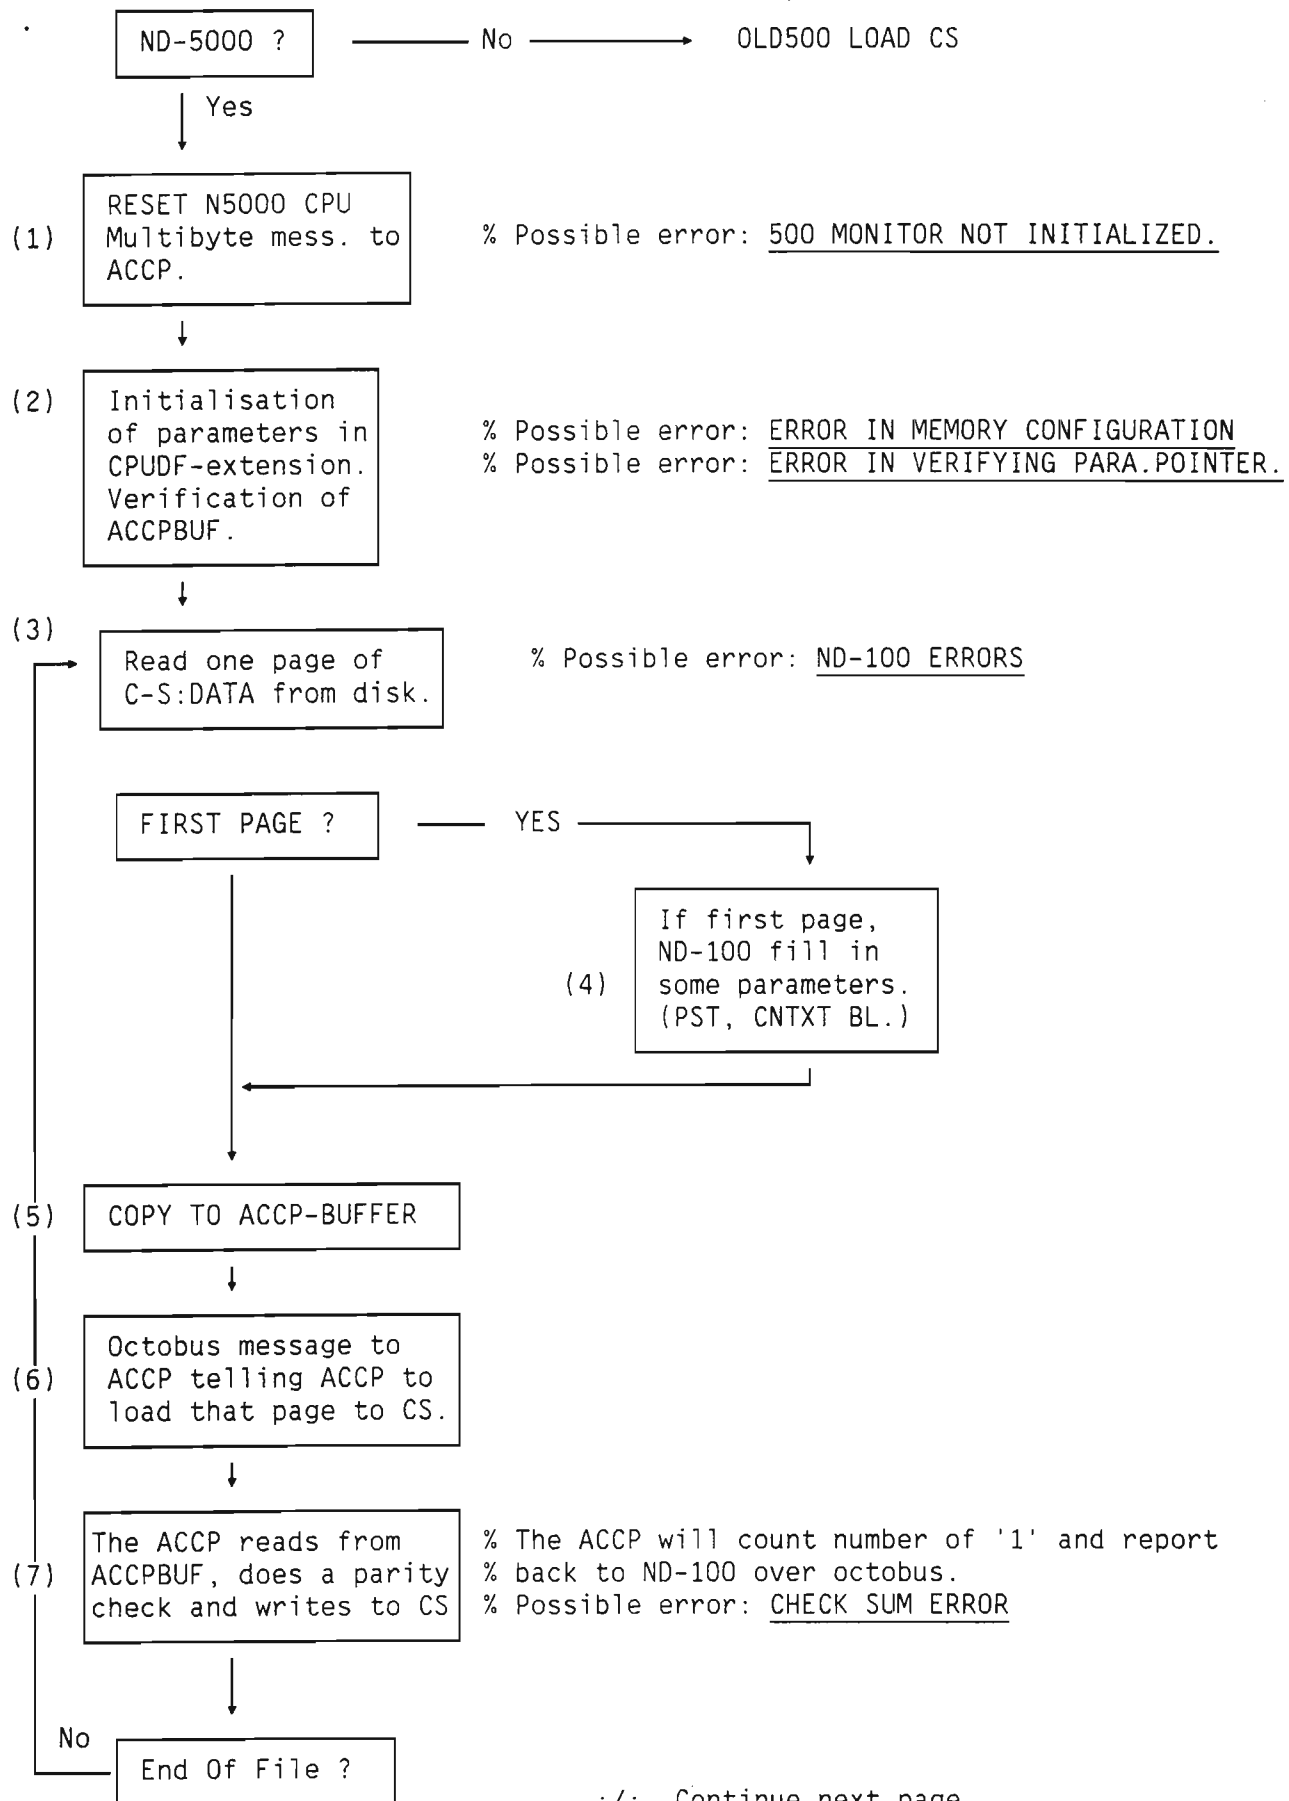 ND-5000 ? No OLD500 LOAD CS
Yes
RESET N5000 CPU
(1) Multibyte mess. to % Possible error: 500 MONITOR NOT INITIALIZED.
ACCP.
(2) Initialisation
of parameters in % Possible error: ERROR IN MEMORY CONFIGURATION
CPUDF-extension. % Possible error: ERROR IN VERIFYING PARA.POINTER.
Verification of
ACCPBUF.
(3)
Read one page of % Possible error: ND-100 ERRORS
C-S:DATA from disk.
FIRST PAGE ? YES
If first page,
ND-100 fill in
(4) some parameters.
(PST, CNTXT BL.)
(5) COPY TO ACCP-BUFFER
Octobus message to
(6) ACCP telling ACCP to
load that page to CS.
The ACCP reads from % The ACCP will count number of '1' and report
(7) ACCPBUF, does a parity % back to ND-100 over octobus.
check and writes to CS % Possible error: CHECK SUM ERROR
No
End Of File ?
./. Continue next page